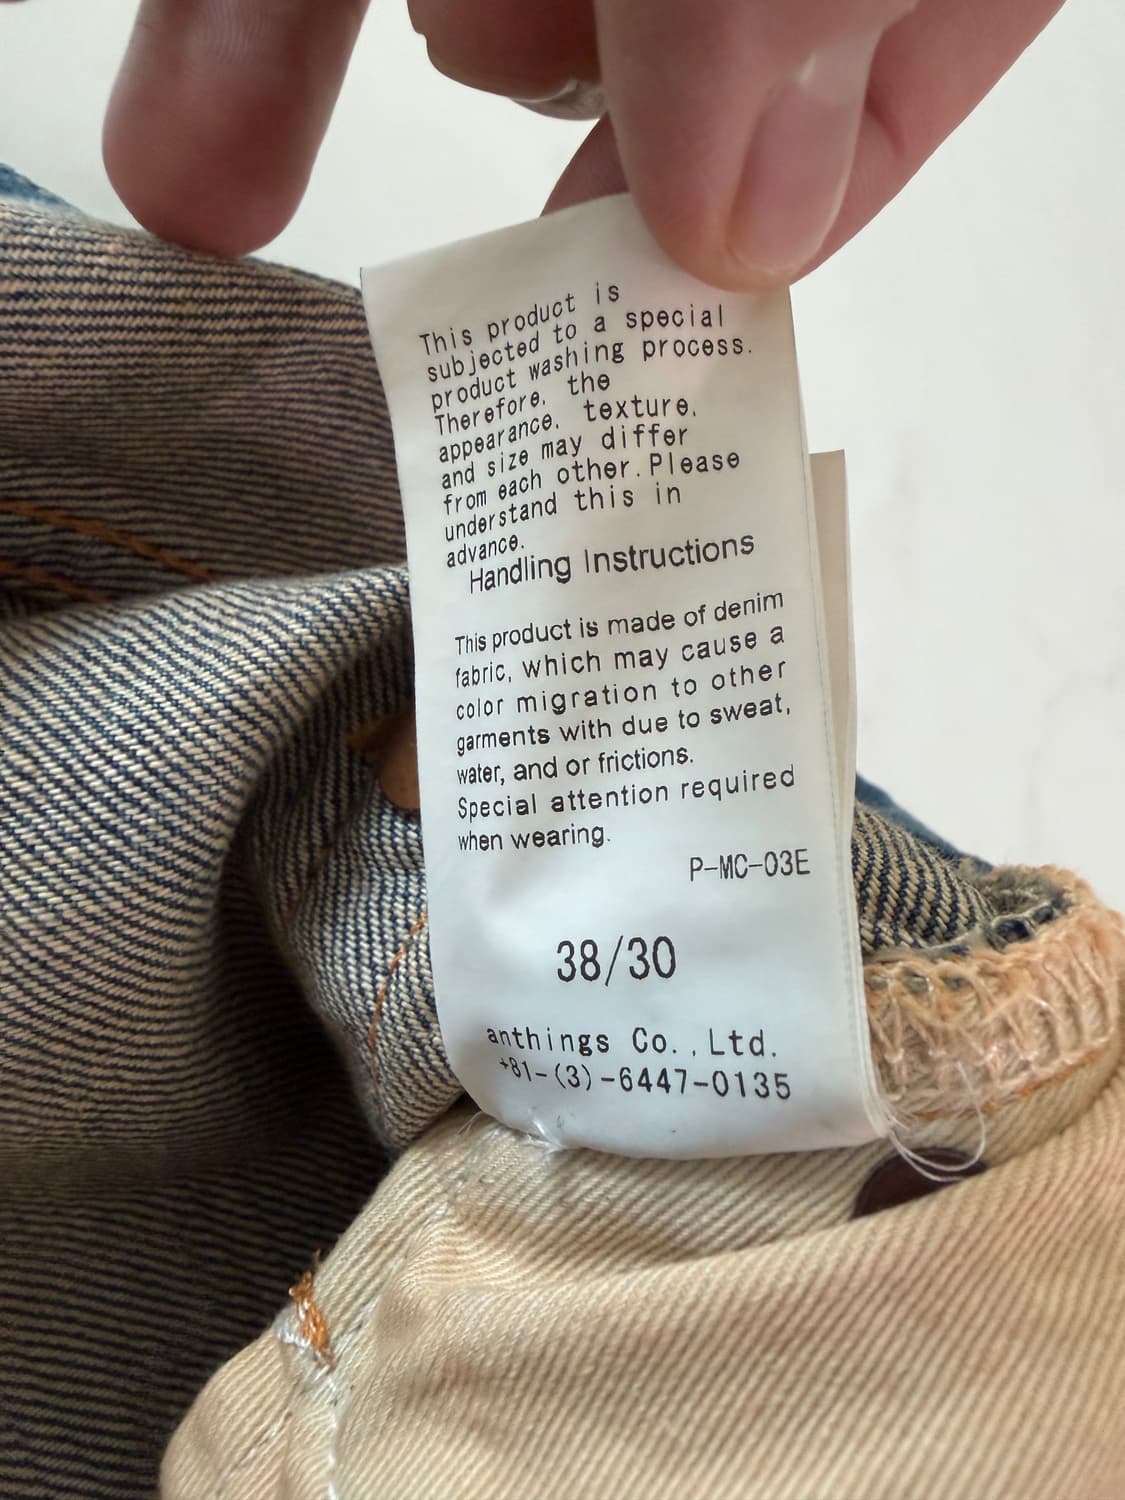 This product is
subjected to a special
product washing process.
Therefore, the
appearance, texture,
and size may differ
from each other.Please
understand this in
advance.
Handling Instructions
This product is made of denim
fabric, which may cause a
color migration to other
garments with due to sweat,
water, and or frictions.
Special attention required
when wearing.
P-MC-03E
38/30
anthings Co.,Ltd.
+81-(3)-6447-0135